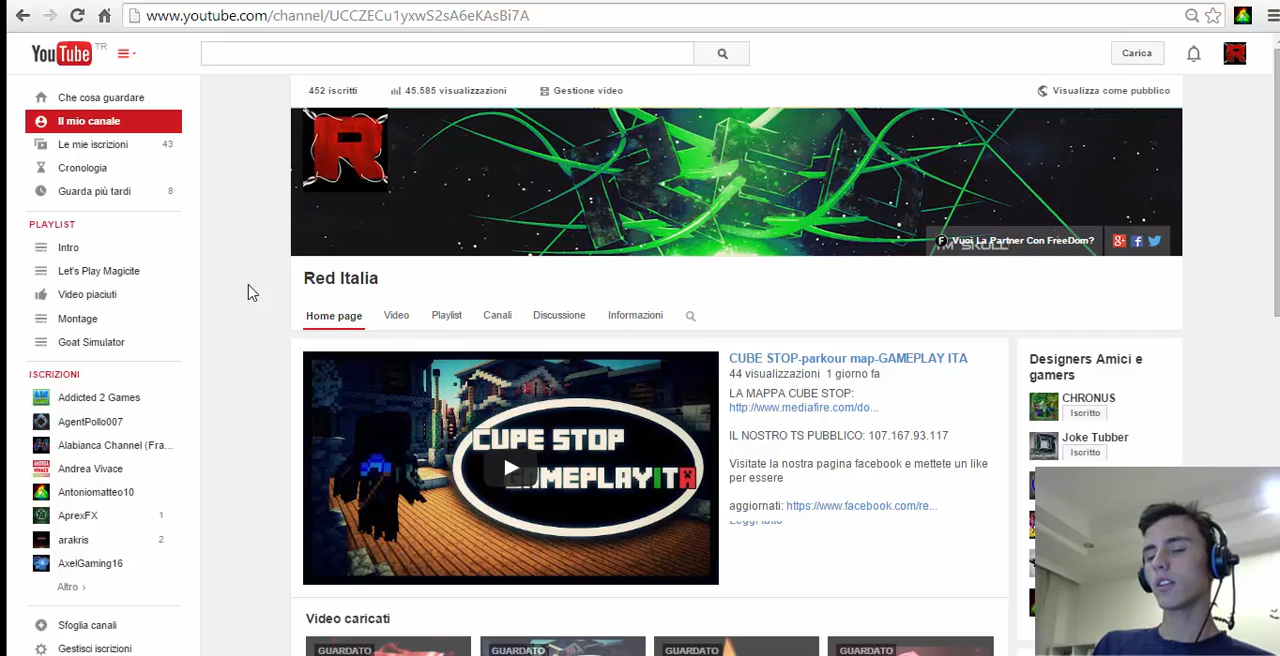 www.youtube.com/channel/UCCZECu1yxwS2sA6eKAsBi7A
YouTube TR
Carica
Che cosa guardare
Il mio canale
Le mie iscrizioni 43
Cronologia
Guarda più tardi 8
PLAYLIST
Intro
Let's Play Magicite
Video piaciuti
Montage
Goat Simulator
ISCRIZIONI
Addicted 2 Games
AgentPollo007
Alabianca Channel (Fra...
Andrea Vivace
Antoniomatteo10
AprexFX 1
arakris 2
AxelGaming16
Altro ›
Sfoglia canali
Gestisci iscrizioni
452 iscritti 45.585 visualizzazioni Gestione video Visualizza come pubblico
R
Vuoi La Partner Con FreeDom?
SKULL
Red Italia
Home page Video Playlist Canali Discussione Informazioni
CUBE STOP
GAMEPLAY ITA
CUBE STOP-parkour map-GAMEPLAY ITA
44 visualizzazioni 1 giorno fa
LA MAPPA CUBE STOP:
http://www.mediafire.com/do...
IL NOSTRO TS PUBBLICO: 107.167.93.117
Visitate la nostra pagina facebook e mettete un like
per essere
aggiornati: https://www.facebook.com/re...
Leggi tutto
Video caricati
GUARDATO GUARDATO GUARDATO GUARDATO
Designers Amici e
gamers
CHRONUS
Iscritto
Joke Tubber
Iscritto